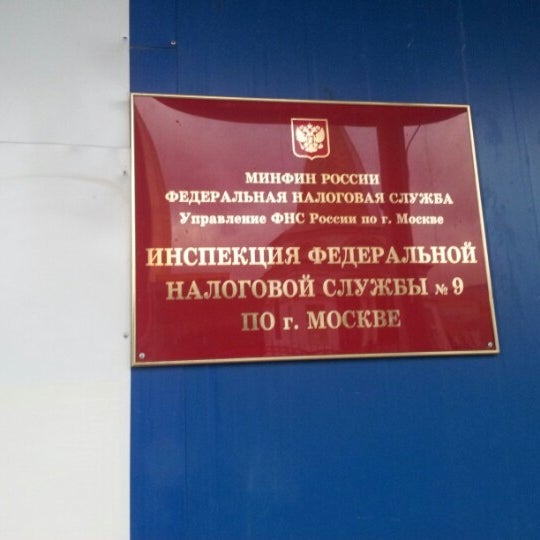 МИНФИН РОССИИ
ФЕДЕРАЛЬНАЯ НАЛОГОВАЯ СЛУЖБА
Управление ФНС России по г. Москве
ИНСПЕКЦИЯ ФЕДЕРАЛЬНОЙ
НАЛОГОВОЙ СЛУЖБЫ № 9
ПО г. МОСКВЕ